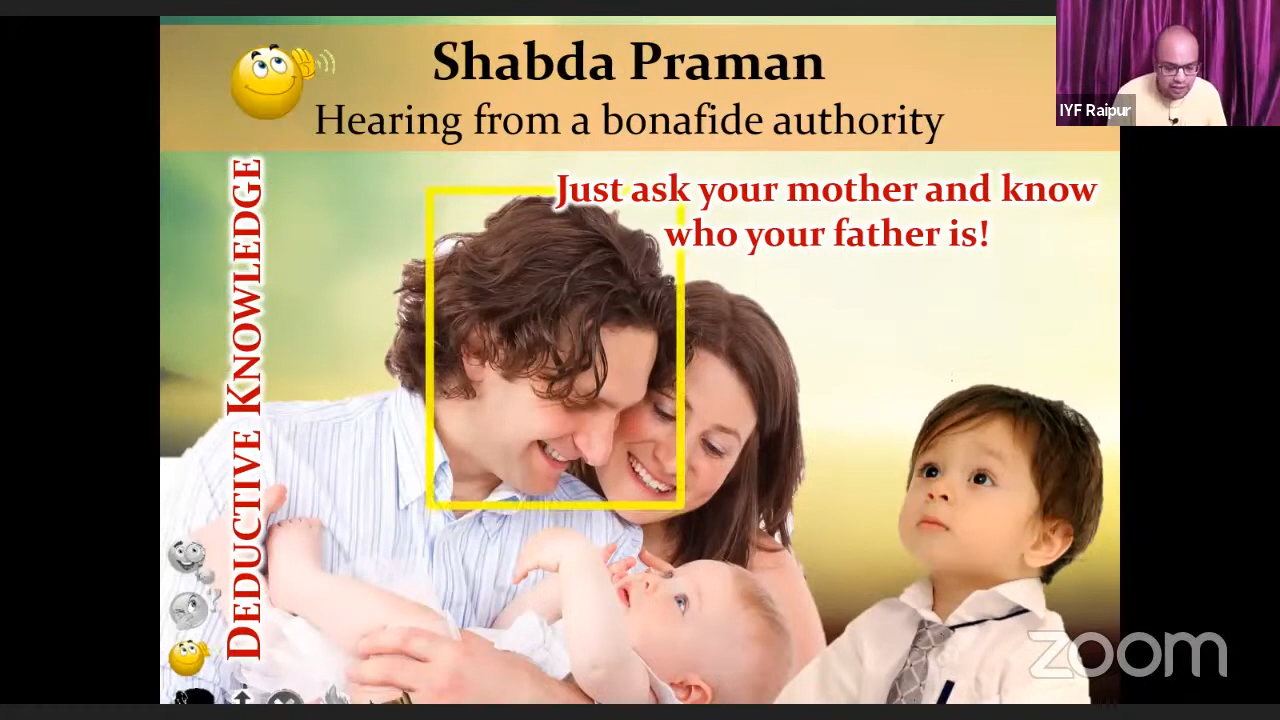 Shabda Praman
Hearing from a bonafide authority
IYF Raipur
Just ask your mother and know
who your father is!
DEDUCTIVE KNOWLEDGE
zoom